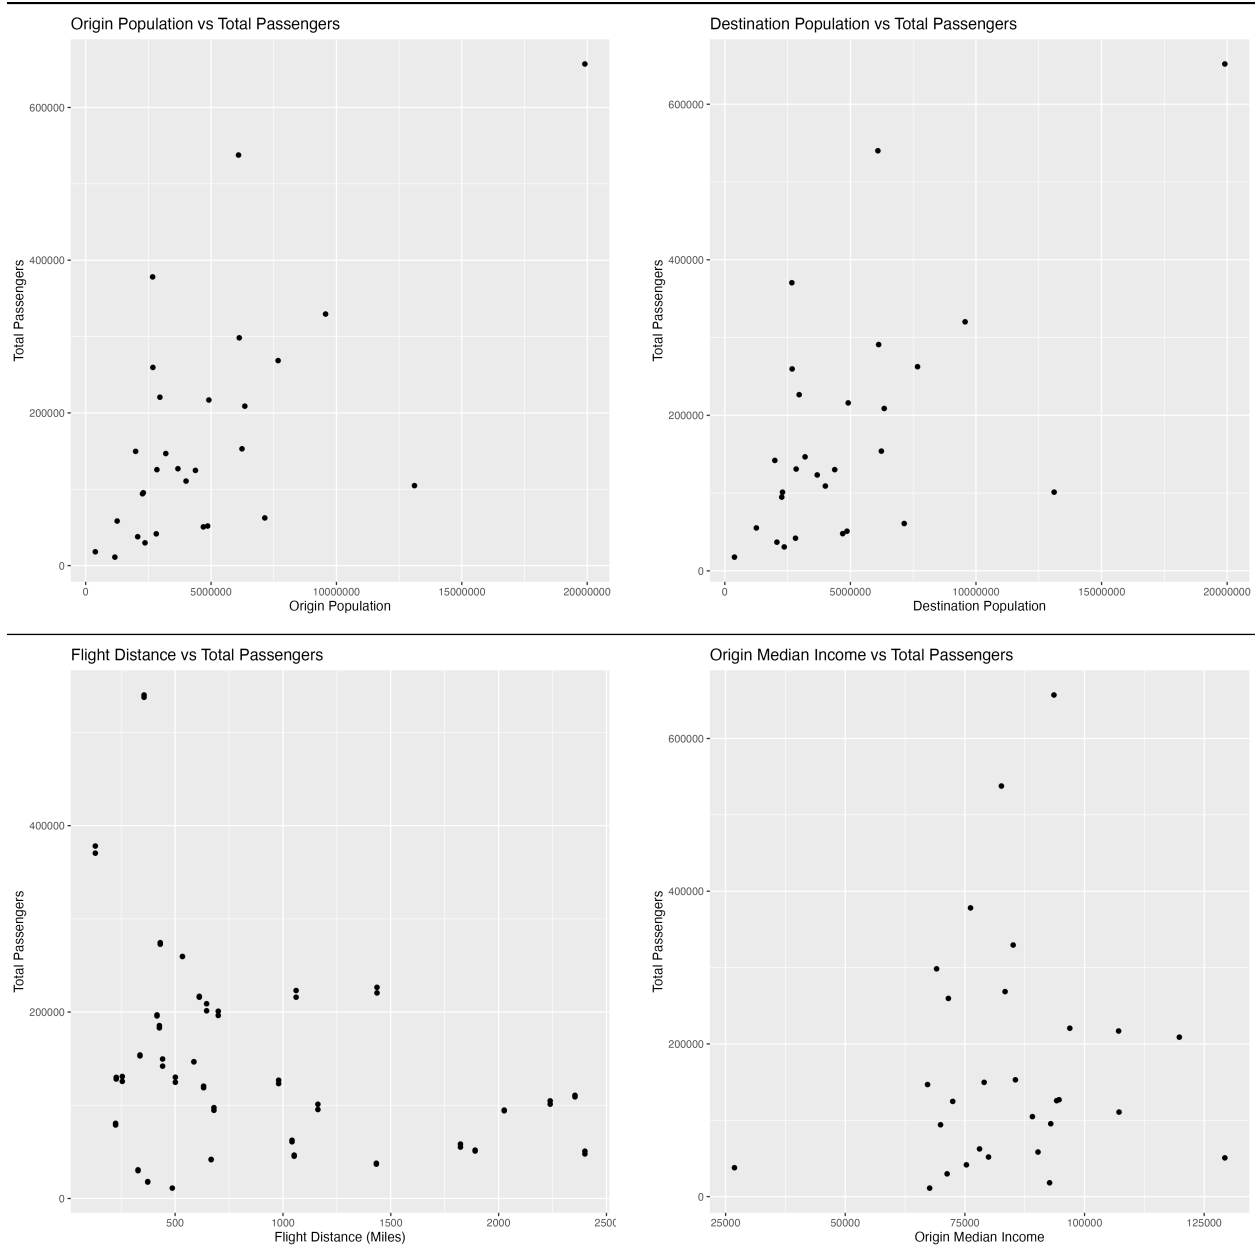 Origin Population vs Total Passengers
Total Passengers
600000
400000
200000
0
0 5000000 10000000 15000000 20000000
Origin Population
Destination Population vs Total Passengers
Total Passengers
600000
400000
200000
0
0 5000000 10000000 15000000 20000000
Destination Population
Flight Distance vs Total Passengers
Total Passengers
400000
200000
0
500 1000 1500 2000 2500
Flight Distance (Miles)
Origin Median Income vs Total Passengers
Total Passengers
600000
400000
200000
0
25000 50000 75000 100000 125000
Origin Median Income